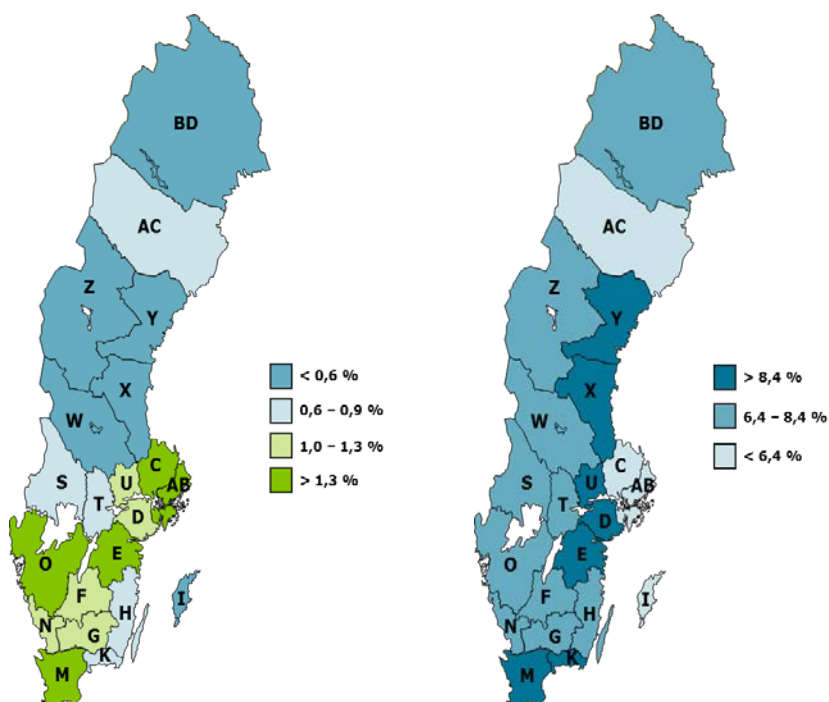 BD
AC
Z
Y
X
W
S
T
U
C
AB
D
E
O
F
H
I
N
G
K
M
< 0,6 %
0,6 – 0,9 %
1,0 – 1,3 %
> 1,3 %
BD
AC
Z
Y
X
W
S
T
U
C
AB
D
E
O
F
H
I
N
G
K
M
> 8,4 %
6,4 – 8,4 %
< 6,4 %